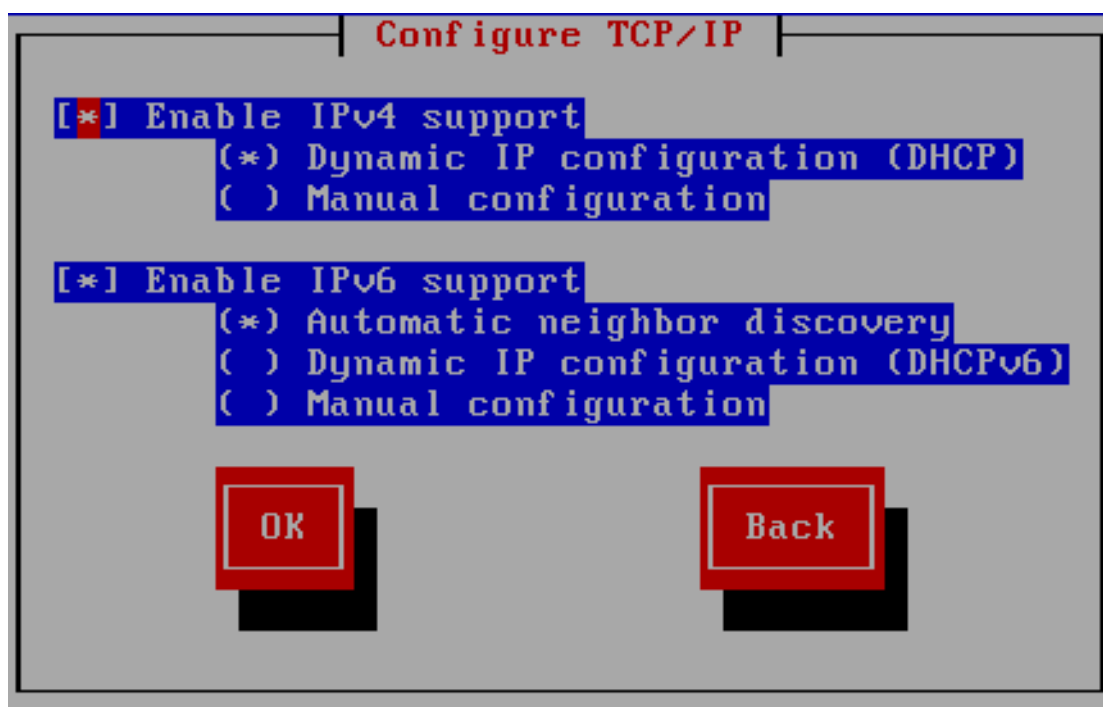 Configure TCP/IP
[*] Enable IPv4 support
(*) Dynamic IP configuration (DHCP)
( ) Manual configuration
[*] Enable IPv6 support
(*) Automatic neighbor discovery
( ) Dynamic IP configuration (DHCPv6)
( ) Manual configuration
OK Back